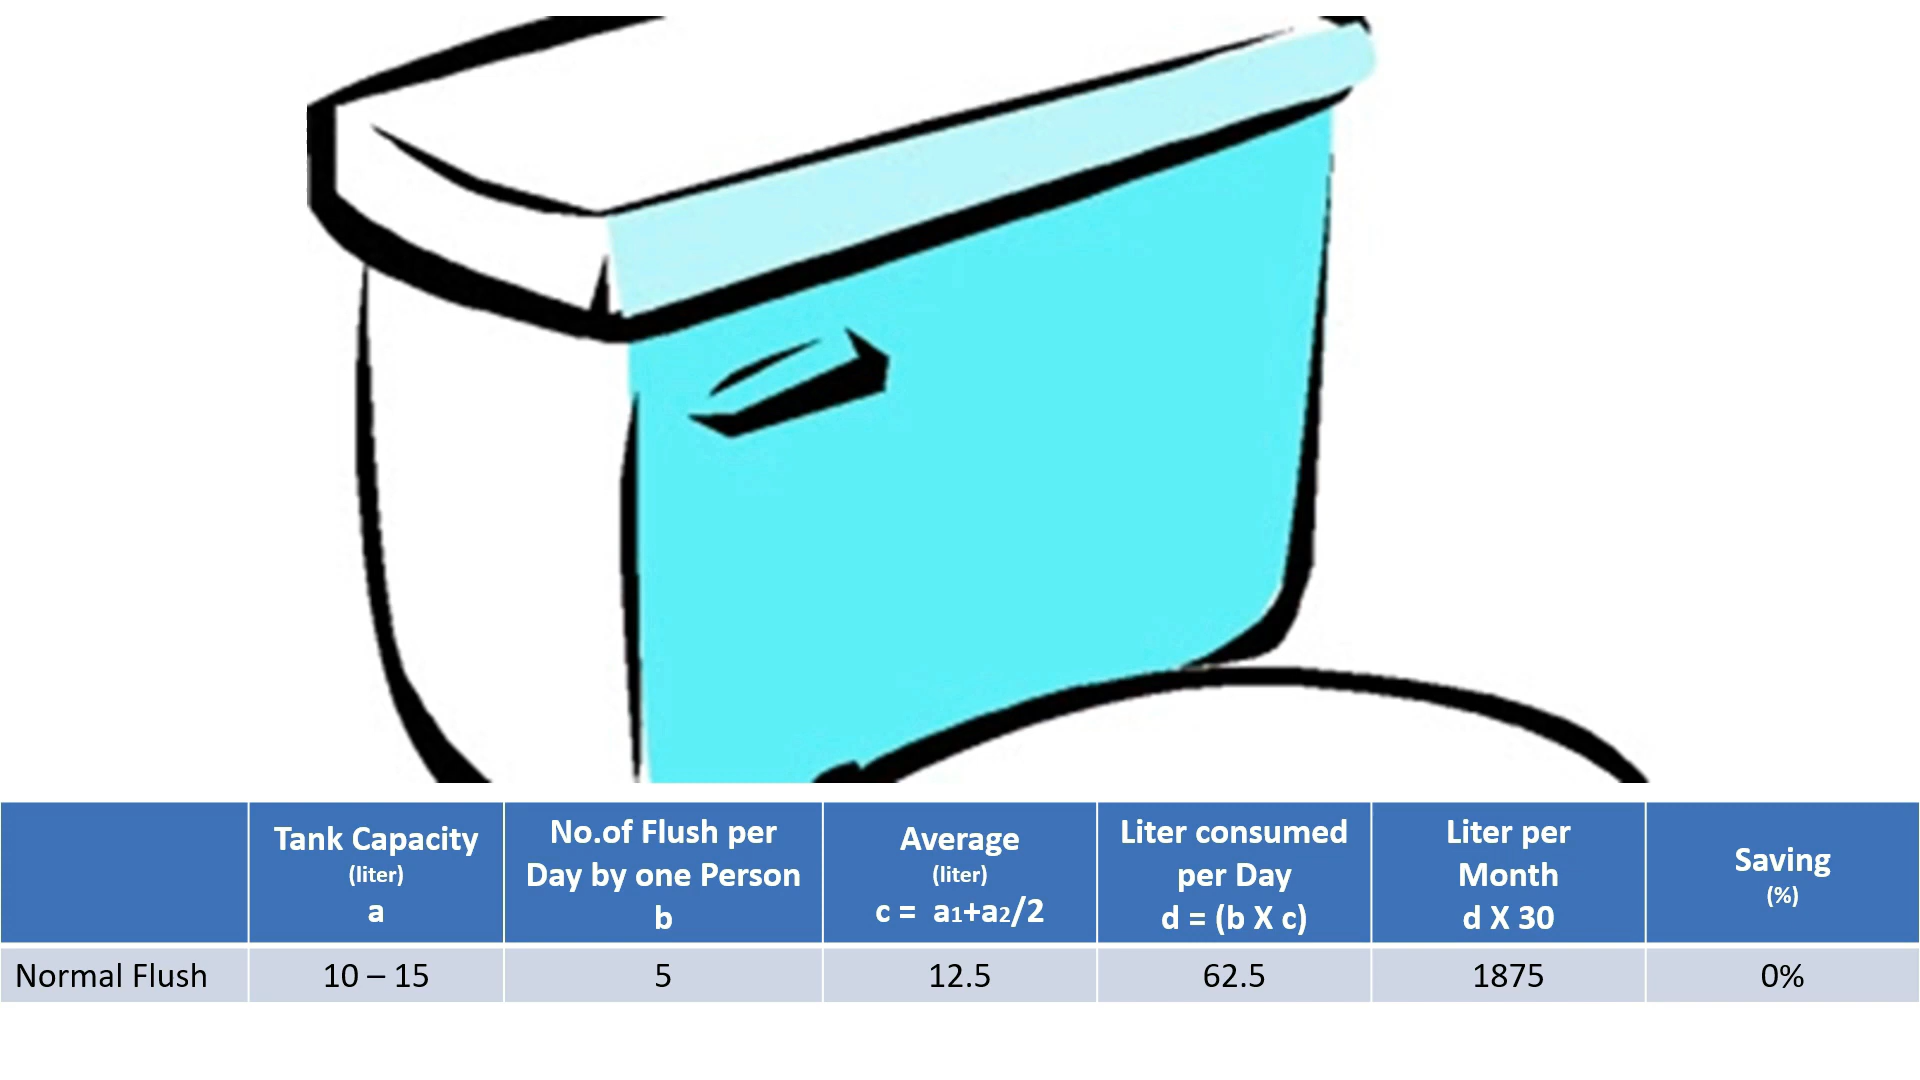 Tank Capacity
(liter)
a
No.of Flush per
Day by one Person
b
Average
(liter)
c = a1+a2/2
Liter consumed
per Day
d = (b X c)
Liter per
Month
d X 30
Saving
(%)
Normal Flush
10 – 15
5
12.5
62.5
1875
0%